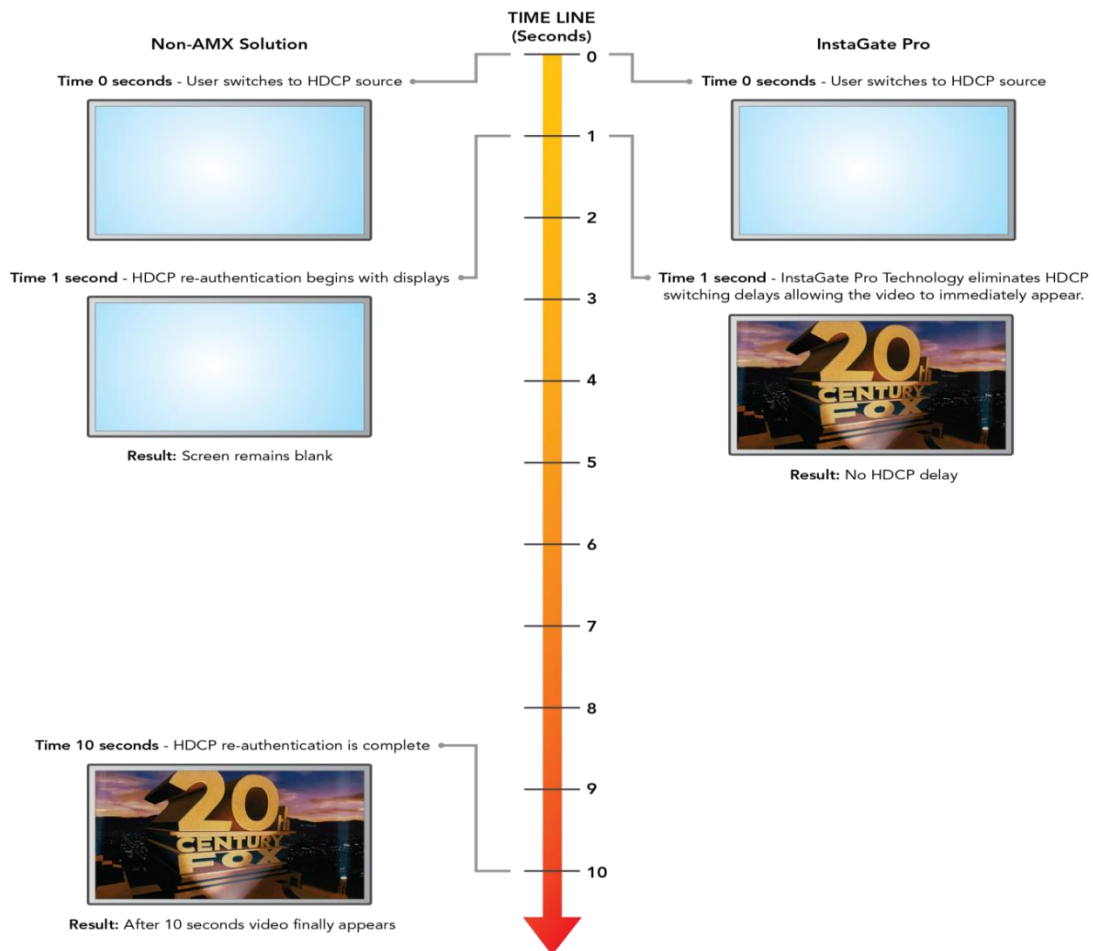 TIME LINE
(Seconds)
Non-AMX Solution
InstaGate Pro
0
Time 0 seconds - User switches to HDCP source
Time 0 seconds - User switches to HDCP source
1
2
Time 1 second - HDCP re-authentication begins with displays
Time 1 second - InstaGate Pro Technology eliminates HDCP
switching delays allowing the video to immediately appear.
3
20th
CENTURY
FOX
4
Result: Screen remains blank
5
Result: No HDCP delay
6
7
8
Time 10 seconds - HDCP re-authentication is complete
9
20th
CENTURY
FOX
10
Result: After 10 seconds video finally appears